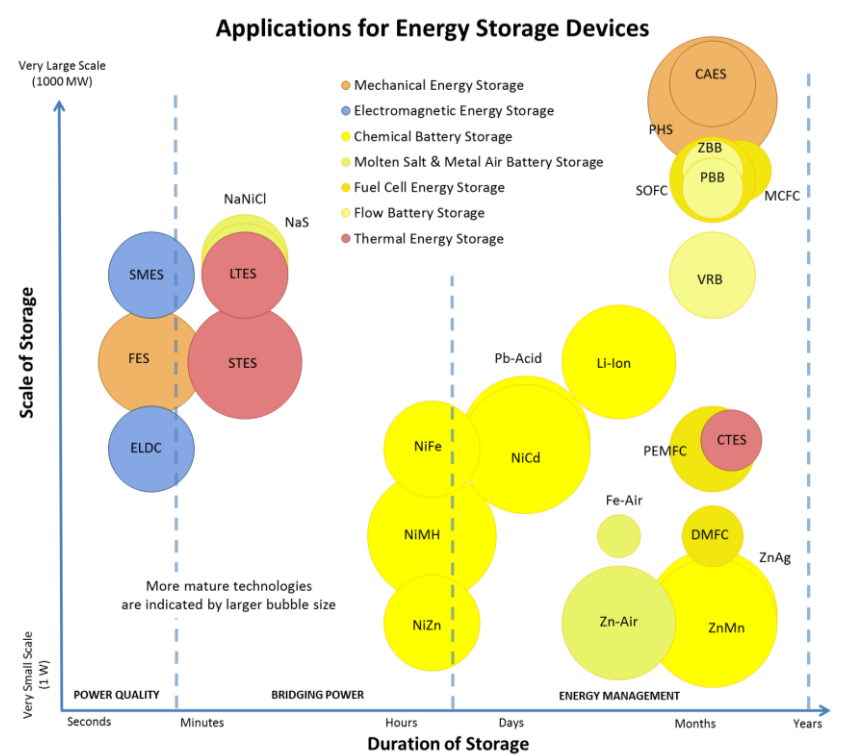 Applications for Energy Storage Devices
Very Large Scale
(1000 MW)
Mechanical Energy Storage
Electromagnetic Energy Storage
Chemical Battery Storage
Molten Salt & Metal Air Battery Storage
Fuel Cell Energy Storage
Flow Battery Storage
Thermal Energy Storage
CAES
PHS
ZBB
PBB
SOFC
MCFC
NaNiCl
NaS
SMES
LTES
VRB
Scale of Storage
FES
STES
Pb-Acid
Li-Ion
ELDC
NiFe
NiCd
PEMFC
CTES
Fe-Air
NiMH
DMFC
ZnAg
More mature technologies
are indicated by larger bubble size
NiZn
Zn-Air
ZnMn
Very Small Scale
(1 W)
POWER QUALITY
BRIDGING POWER
ENERGY MANAGEMENT
Seconds
Minutes
Hours
Days
Months
Years
Duration of Storage